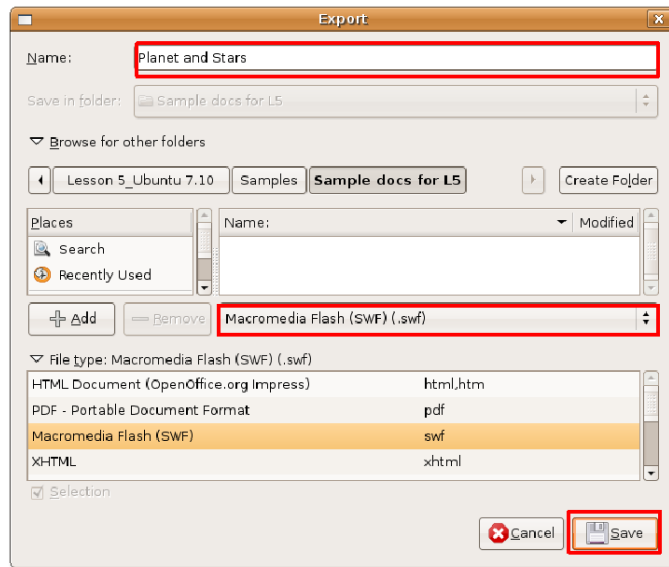 Export
Name: Planet and Stars
Save in folder: Sample docs for L5
Browse for other folders
Lesson 5_Ubuntu 7.10 Samples Sample docs for L5 Create Folder
Places Name: Modified
Search
Recently Used
Add Remove Macromedia Flash (SWF) (.swf)
File type: Macromedia Flash (SWF) (.swf)
HTML Document (OpenOffice.org Impress) html,htm
PDF - Portable Document Format pdf
Macromedia Flash (SWF) swf
XHTML xhtml
Selection
Cancel Save